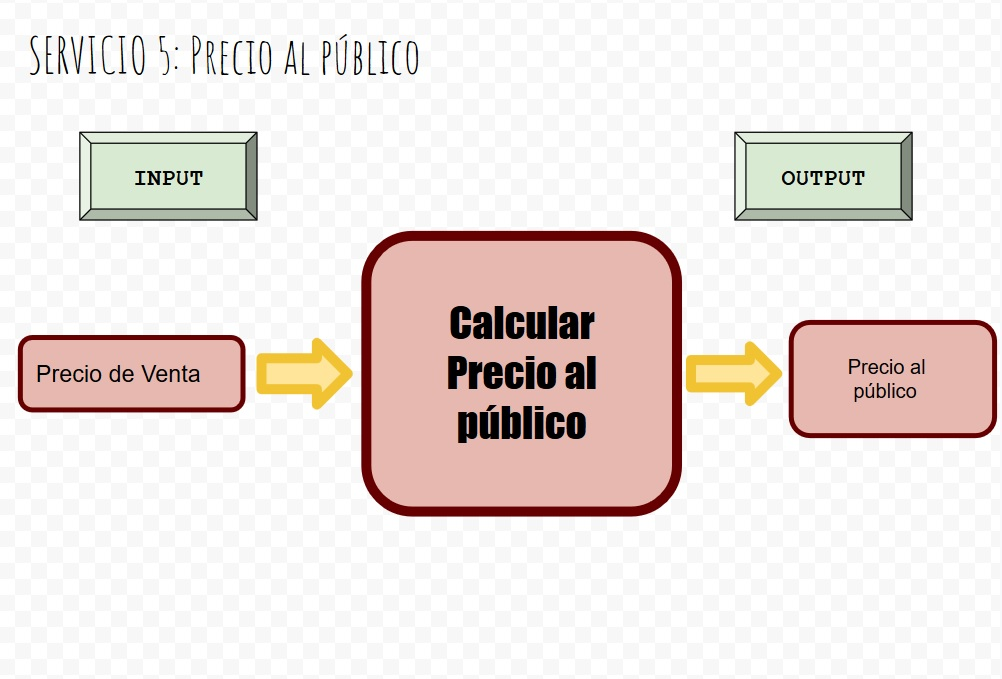 SERVICIO 5: PRECIO AL PÚBLICO
INPUT
OUTPUT
Precio de Venta
Calcular
Precio al
público
Precio al
público